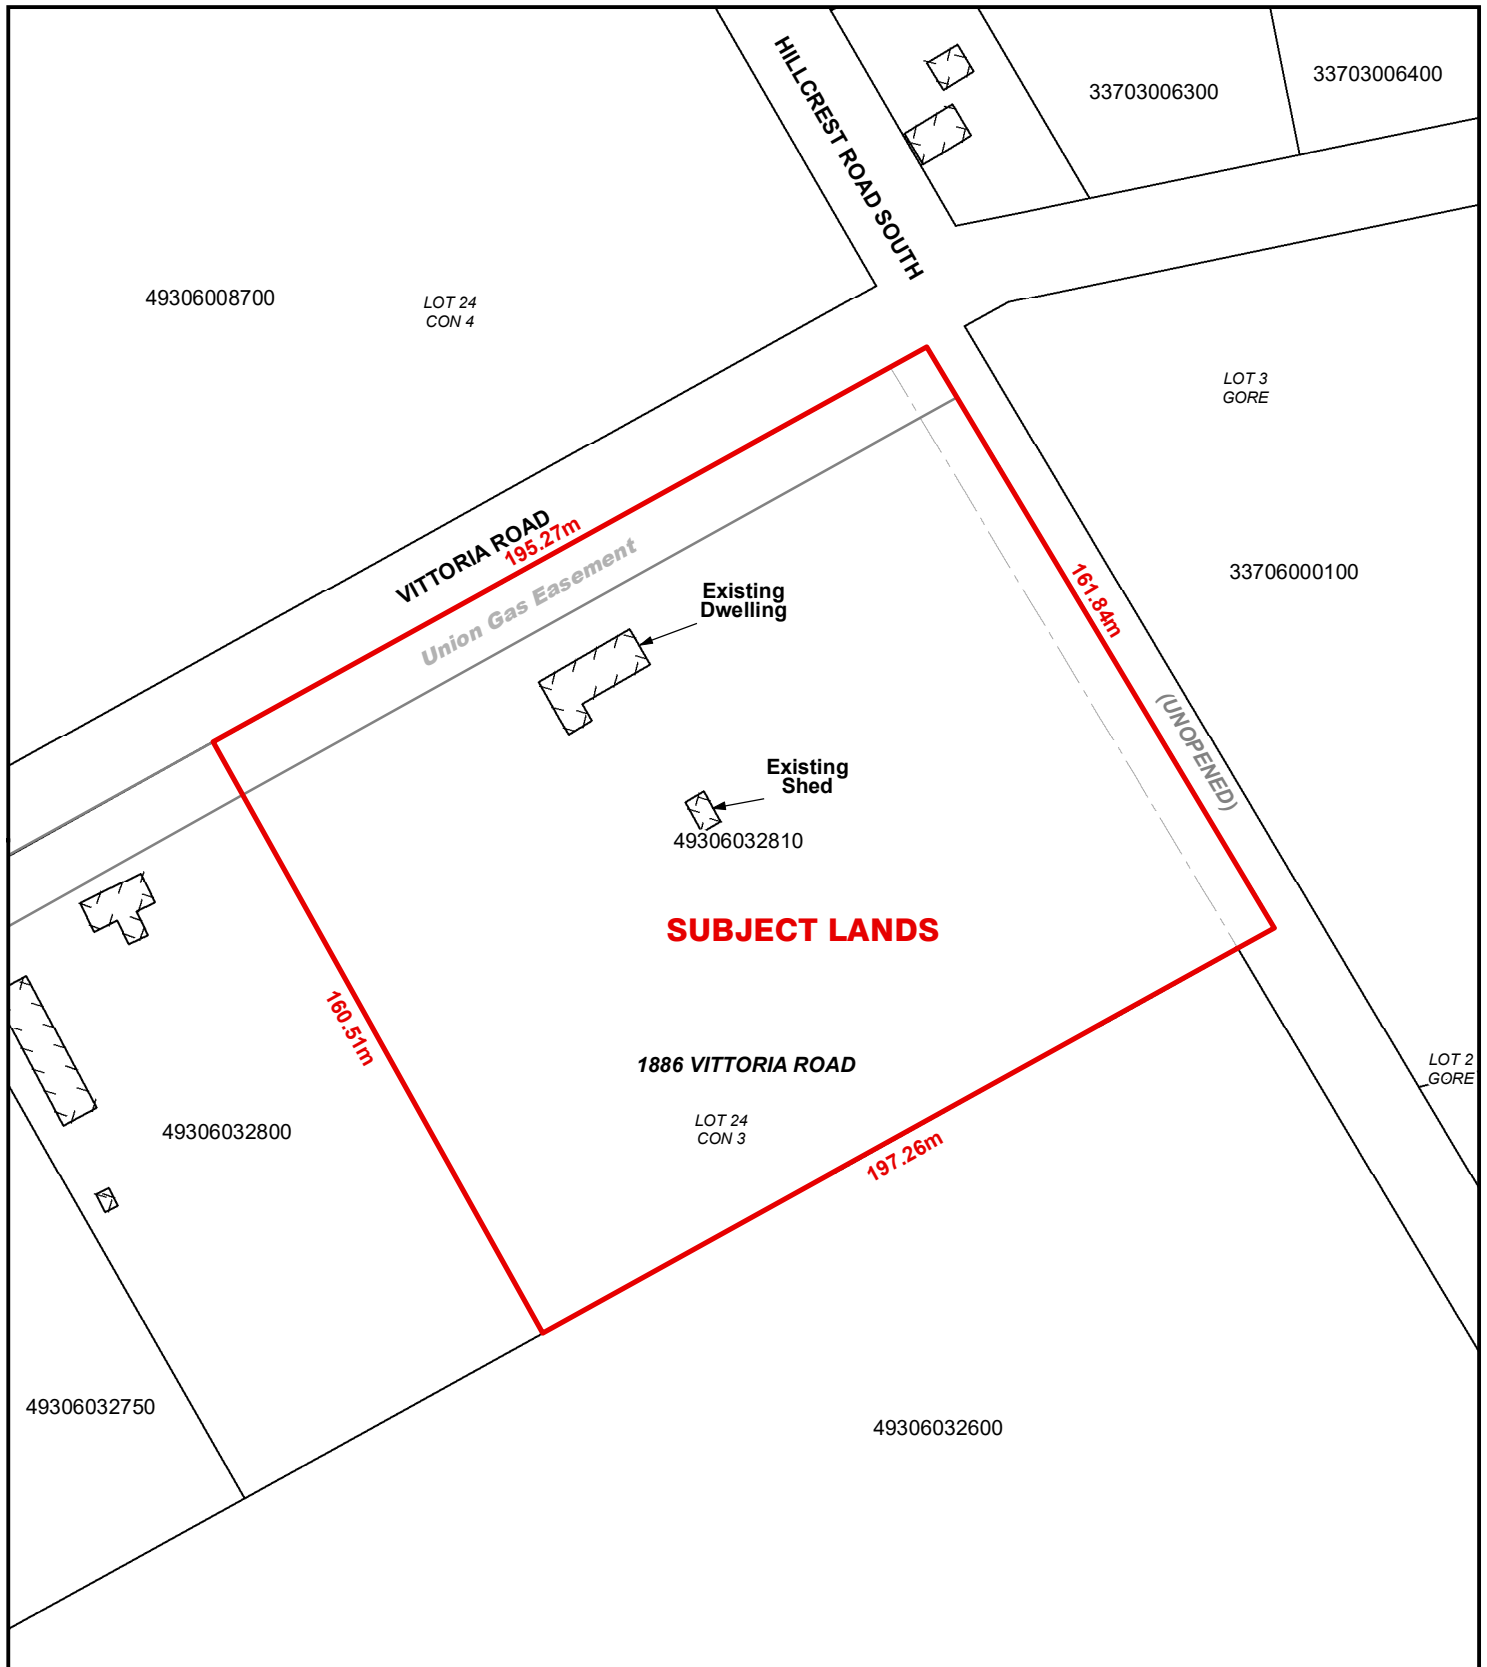 HILLCREST ROAD SOUTH
33703006300
33703006400
49306008700
LOT 24
CON 4
LOT 3
GORE
VITTORIA ROAD
195.27m
Union Gas Easement
Existing
Dwelling
161.84m
33706000100
(UNOPENED)
Existing
Shed
49306032810
SUBJECT LANDS
160.51m
1886 VITTORIA ROAD
LOT 2
GORE
49306032800
LOT 24
CON 3
197.26m
49306032750
49306032600